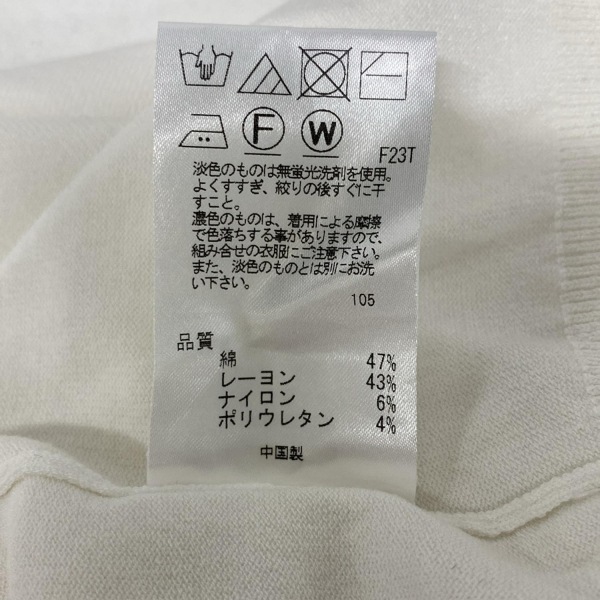 F W F23T
淡色のものは無蛍光洗剤を使用。
よくすすぎ、絞りの後すぐに干
すこと。
濃色のものは、着用による摩擦
で色落ちする事がありますので、
組み合せの衣服にご注意下さい。
また、淡色のものとは別にお洗
い下さい。
105
品質
綿 47%
レーヨン 43%
ナイロン 6%
ポリウレタン 4%
中国製